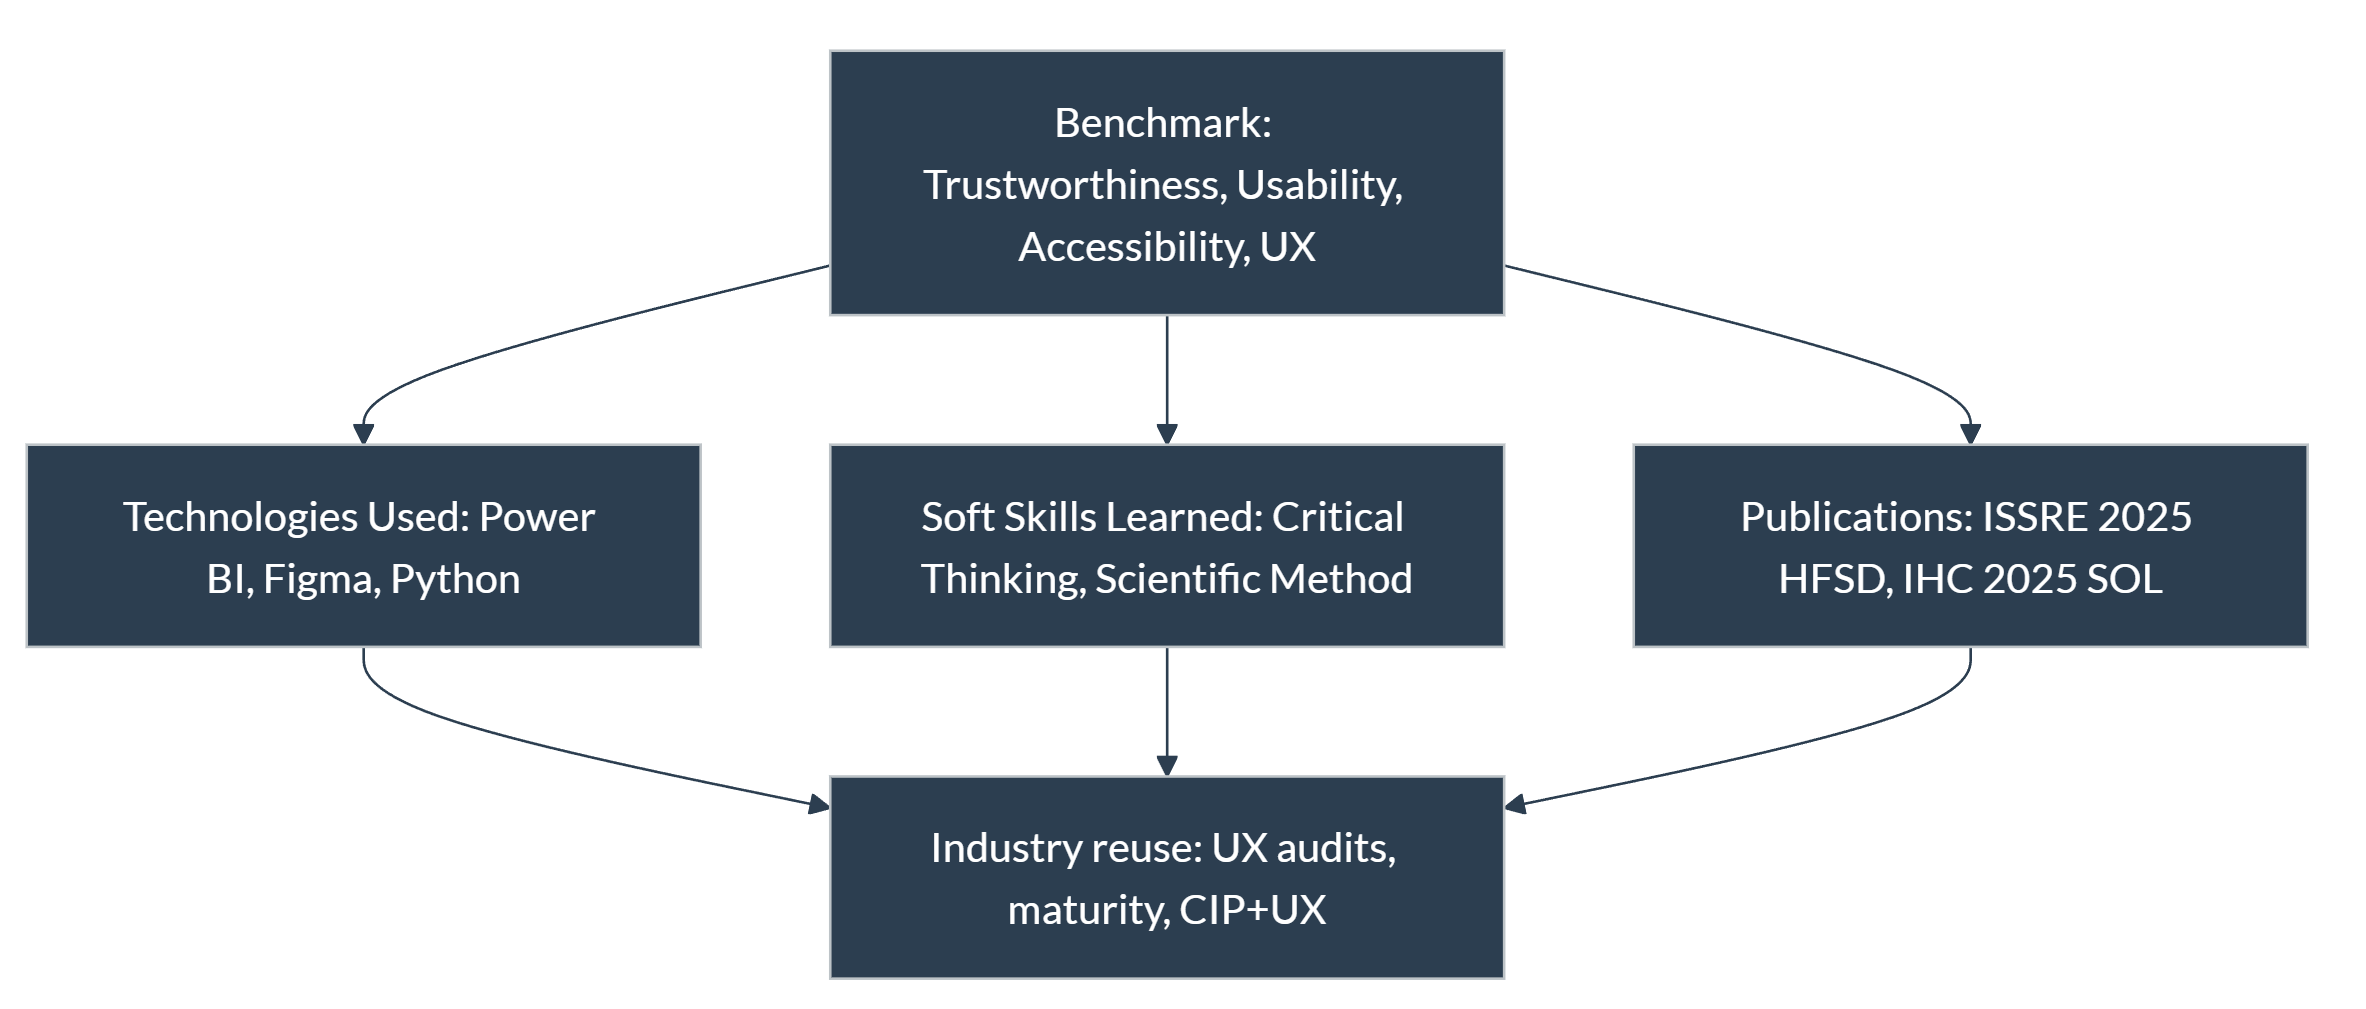 Benchmark:
Trustworthiness, Usability,
Accessibility, UX
Technologies Used: Power
BI, Figma, Python
Soft Skills Learned: Critical
Thinking, Scientific Method
Publications: ISSRE 2025
HFSD, IHC 2025 SOL
Industry reuse: UX audits,
maturity, CIP+UX